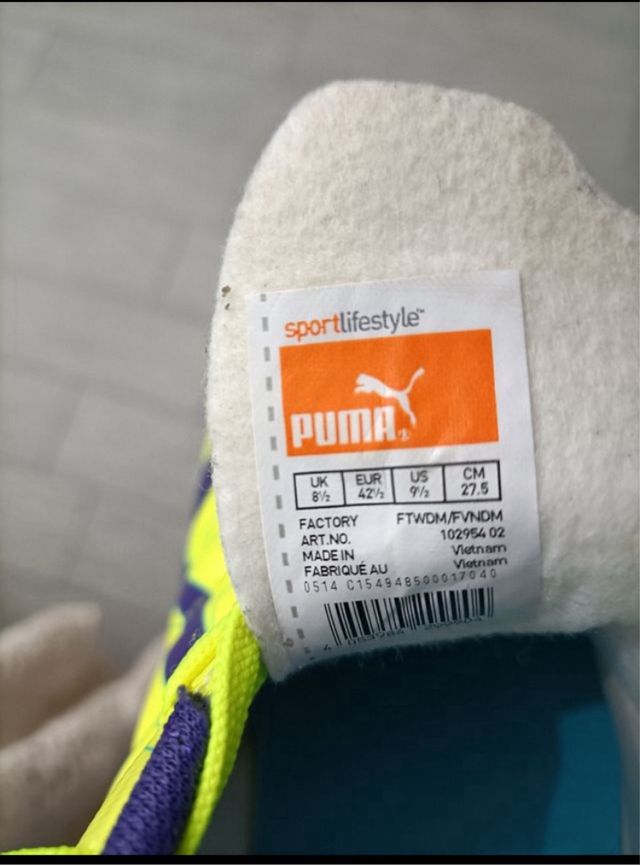 sportlifestyle™
PUMA®
UK EUR US CM
8½ 42½ 9½ 27.5
FACTORY FTWDM/FVNDM
ART.NO. 102954 02
MADE IN Vietnam
FABRIQUÉ AU Vietnam
0514 C154948500017040